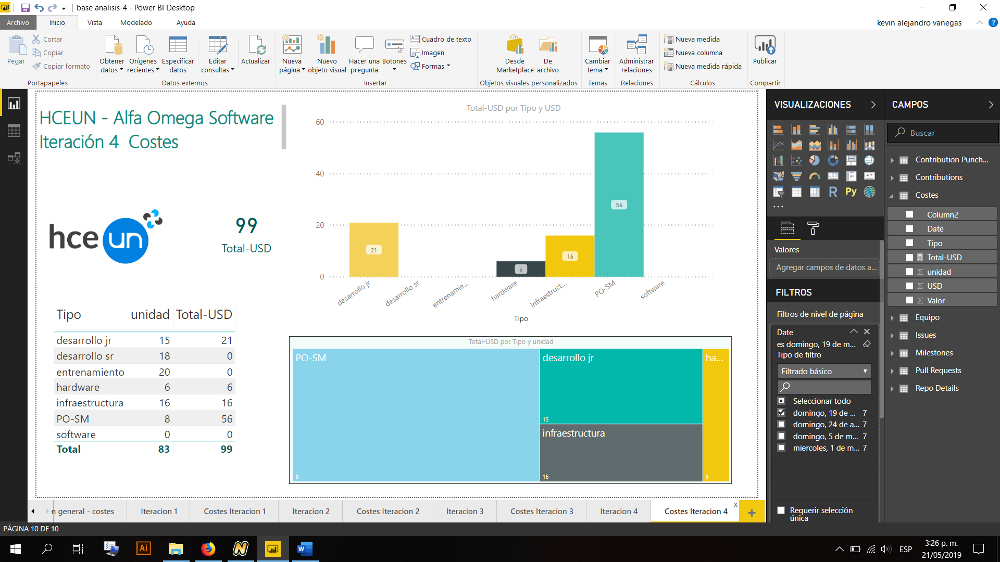 base analisis-4 - Power BI Desktop
Archivo Inicio Vista Modelado Ayuda kevin alejandro vanegas ?
Pegar
Cortar
Copiar
Copiar formato
Portapapeles
Obtener datos
Orígenes recientes
Especificar datos
Editar consultas
Actualizar
Datos externos
Nueva página
Nuevo objeto visual
Hacer una pregunta
Botones
Cuadro de texto
Imagen
Formas
Insertar
Desde Marketplace
De archivo
Objetos visuales personalizados
Cambiar tema
Temas
Administrar relaciones
Relaciones
Nueva medida
Nueva columna
Nueva medida rápida
Cálculos
Publicar
Compartir
HCEUN - Alfa Omega Software
Iteración 4 Costes
hce un
99
Total-USD
Total-USD por Tipo y USD
60
40
20
0
21
6
16
56
desarrollo jr
desarrollo sr
entrenamie...
hardware
infraestruct...
PO-SM
software
Tipo
Tipo unidad Total-USD
desarrollo jr 15 21
desarrollo sr 18 0
entrenamiento 20 0
hardware 6 6
infraestructura 16 16
PO-SM 8 56
software 0 0
Total 83 99
Total-USD por Tipo y unidad
PO-SM
8
desarrollo jr
15
infraestructura
16
ha...
6
VISUALIZACIONES
123
R Py
...
Valores
Agregar campos de datos a...
FILTROS
Filtros de nivel de página
Date
es domingo, 19 de m...
Tipo de filtro
Filtrado básico
Seleccionar todo
domingo, 19 de ... 7
domingo, 24 de a... 7
domingo, 5 de m... 7
miercoles, 1 de m... 7
Requerir selección
única
CAMPOS
Buscar
Contribution Punch...
Contributions
Costes
Column2
Date
Tipo
Total-USD
Σ unidad
Σ USD
Σ Valor
Equipo
Issues
Milestones
Pull Requests
Repo Details
n general - costes Iteracion 1 Costes Iteracion 1 Iteracion 2 Costes Iteracion 2 Iteracion 3 Costes Iteracion 3 Iteracion 4 Costes Iteracion 4 x +
PÁGINA 10 DE 10
Ai N W ESP
3:26 p. m.
21/05/2019